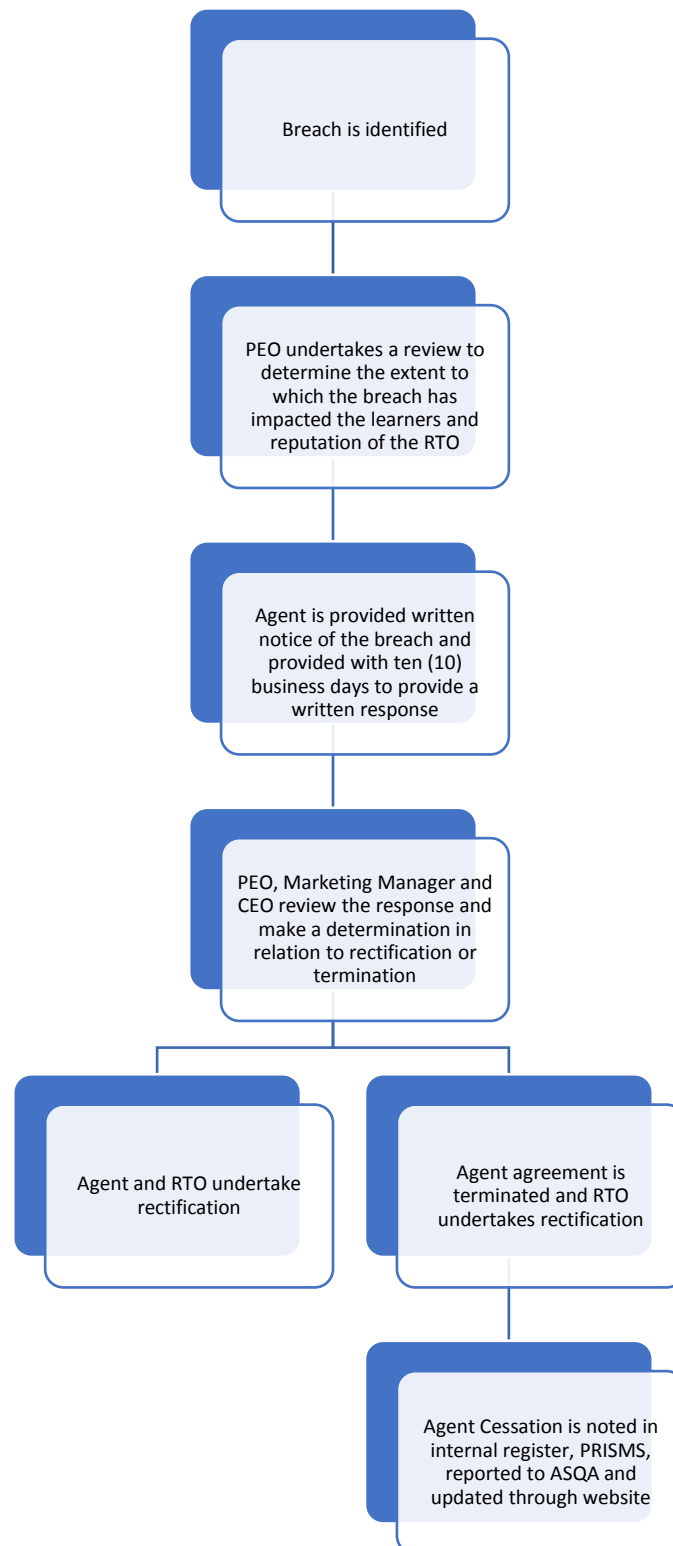 Breach is identified
PEO undertakes a review to
determine the extent to
which the breach has
impacted the learners and
reputation of the RTO
Agent is provided written
notice of the breach and
provided with ten (10)
business days to provide a
written response
PEO, Marketing Manager and
CEO review the response and
make a determination in
relation to rectification or
termination
Agent and RTO undertake
rectification
Agent agreement is
terminated and RTO
undertakes rectification
Agent Cessation is noted in
internal register, PRISMS,
reported to ASQA and
updated through website